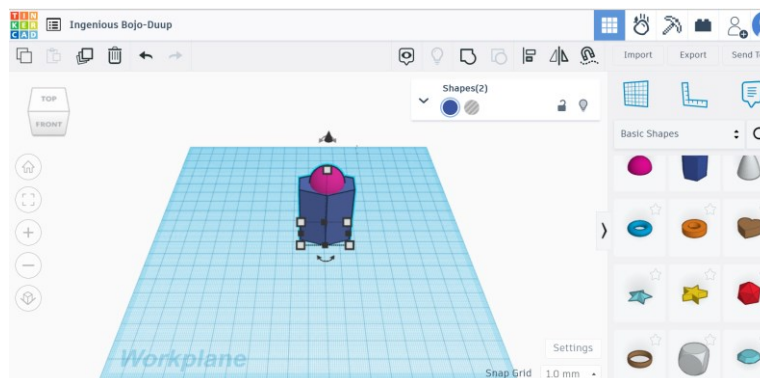 TIN
KER
CAD
Ingenious Bojo-Duup
Import
Export
Send T
Shapes(2)
TOP
FRONT
Basic Shapes
Workplane
Settings
Snap Grid
1.0 mm